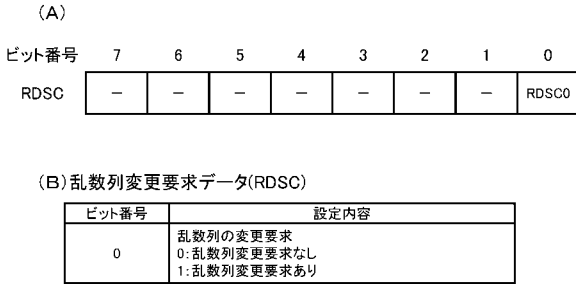 (A)
ビット番号 7 6 5 4 3 2 1 0
RDSC － － － － － － － RDSC0
(B)乱数列変更要求データ(RDSC)
ビット番号 設定内容
乱数列の変更要求
0 0:乱数列変更要求なし
1:乱数列変更要求あり